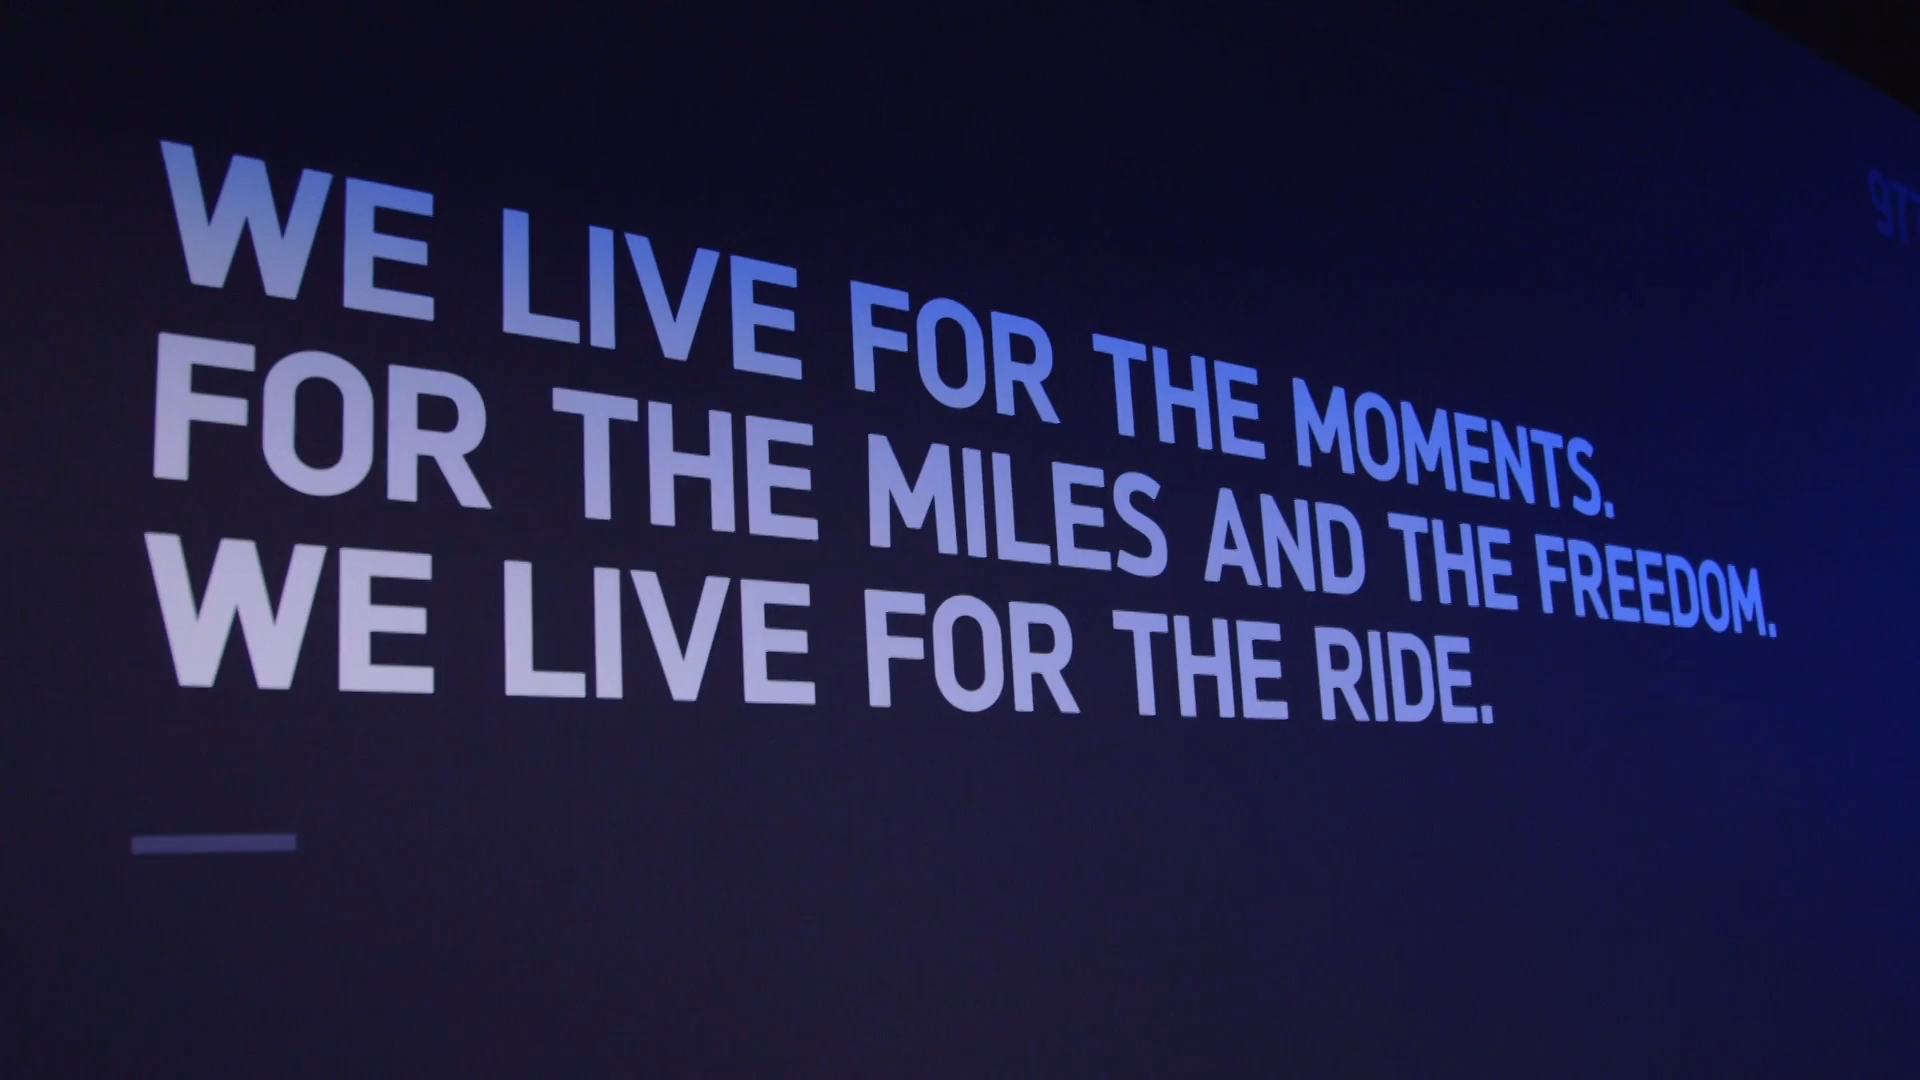 WE LIVE FOR THE MOMENTS.
FOR THE MILES AND THE FREEDOM.
WE LIVE FOR THE RIDE.